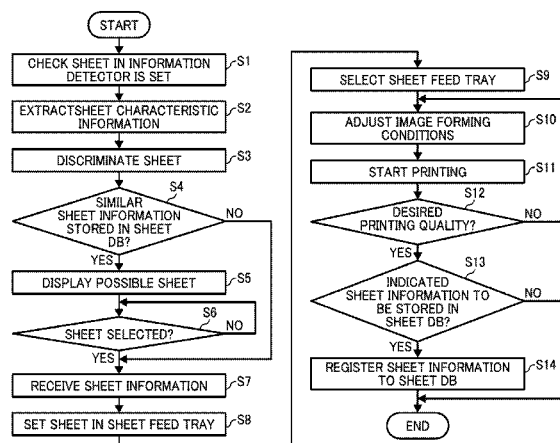 START
CHECK SHEET IN INFORMATION
DETECTOR IS SET
S1
EXTRACTSHEET CHARACTERISTIC
INFORMATION
S2
DISCRIMINATE SHEET
S3
S4
SIMILAR
SHEET INFORMATION
STORED IN SHEET
DB?
NO
YES
DISPLAY POSSIBLE SHEET
S5
S6
SHEET SELECTED?
NO
YES
RECEIVE SHEET INFORMATION
S7
SET SHEET IN SHEET FEED TRAY
S8
SELECT SHEET FEED TRAY
S9
ADJUST IMAGE FORMING
CONDITIONS
S10
START PRINTING
S11
S12
DESIRED
PRINTING QUALITY?
NO
YES
S13
INDICATED
SHEET INFORMATION TO
BE STORED IN
SHEET DB?
NO
YES
REGISTER SHEET INFORMATION
TO SHEET DB
S14
END